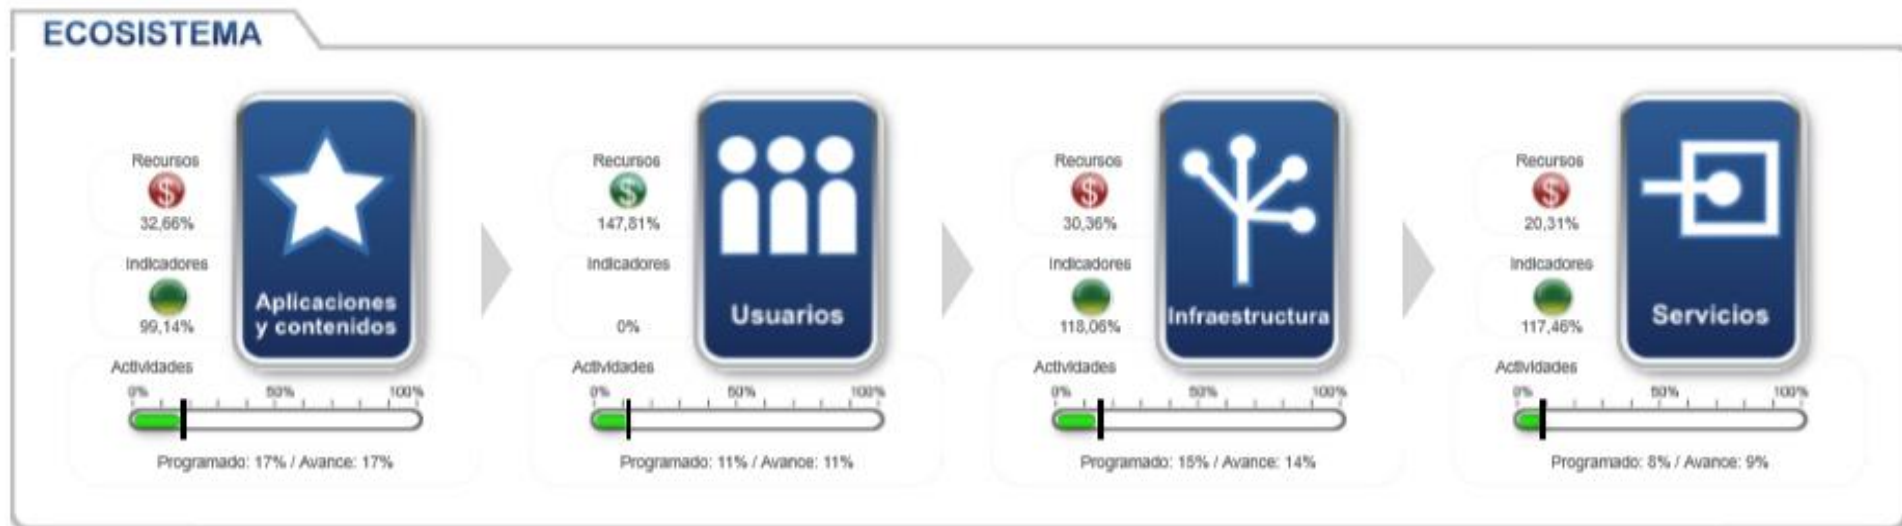 ECOSISTEMA
Recursos
$
32,66%
Indicadores
99,14%
Aplicaciones
y contenidos
Actividades
0% 50% 100%
Programado: 17% / Avance: 17%
Recursos
$
147,81%
Indicadores
0%
Usuarios
Actividades
0% 50% 100%
Programado: 11% / Avance: 11%
Recursos
$
30,36%
Indicadores
118,06%
Infraestructura
Actividades
0% 50% 100%
Programado: 15% / Avance: 14%
Recursos
$
20,31%
Indicadores
117,46%
Servicios
Actividades
0% 50% 100%
Programado: 8% / Avance: 9%